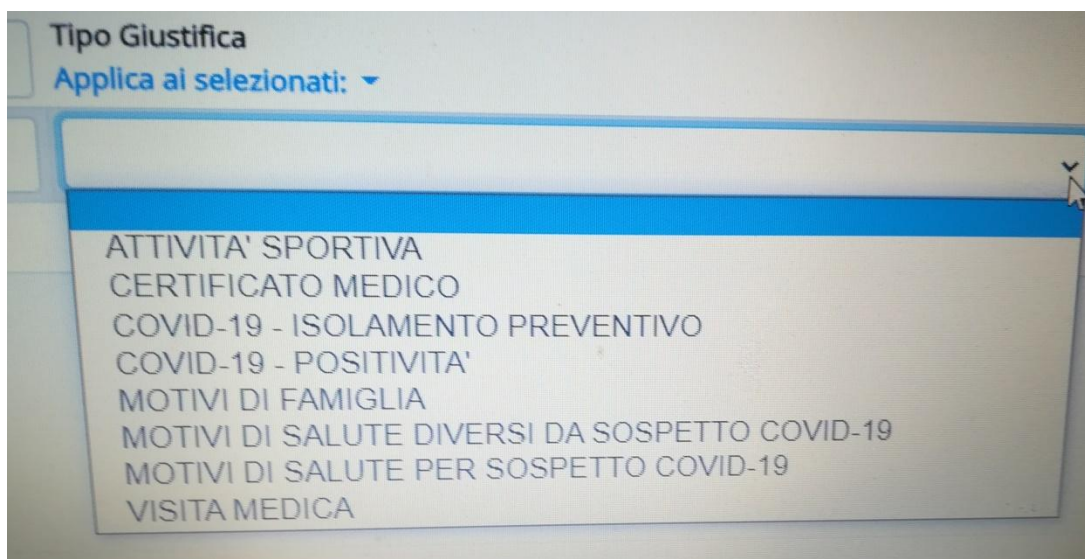 Tipo Giustifica
Applica ai selezionati:
ATTIVITA' SPORTIVA
CERTIFICATO MEDICO
COVID-19 - ISOLAMENTO PREVENTIVO
COVID-19 - POSITIVITA'
MOTIVI DI FAMIGLIA
MOTIVI DI SALUTE DIVERSI DA SOSPETTO COVID-19
MOTIVI DI SALUTE PER SOSPETTO COVID-19
VISITA MEDICA